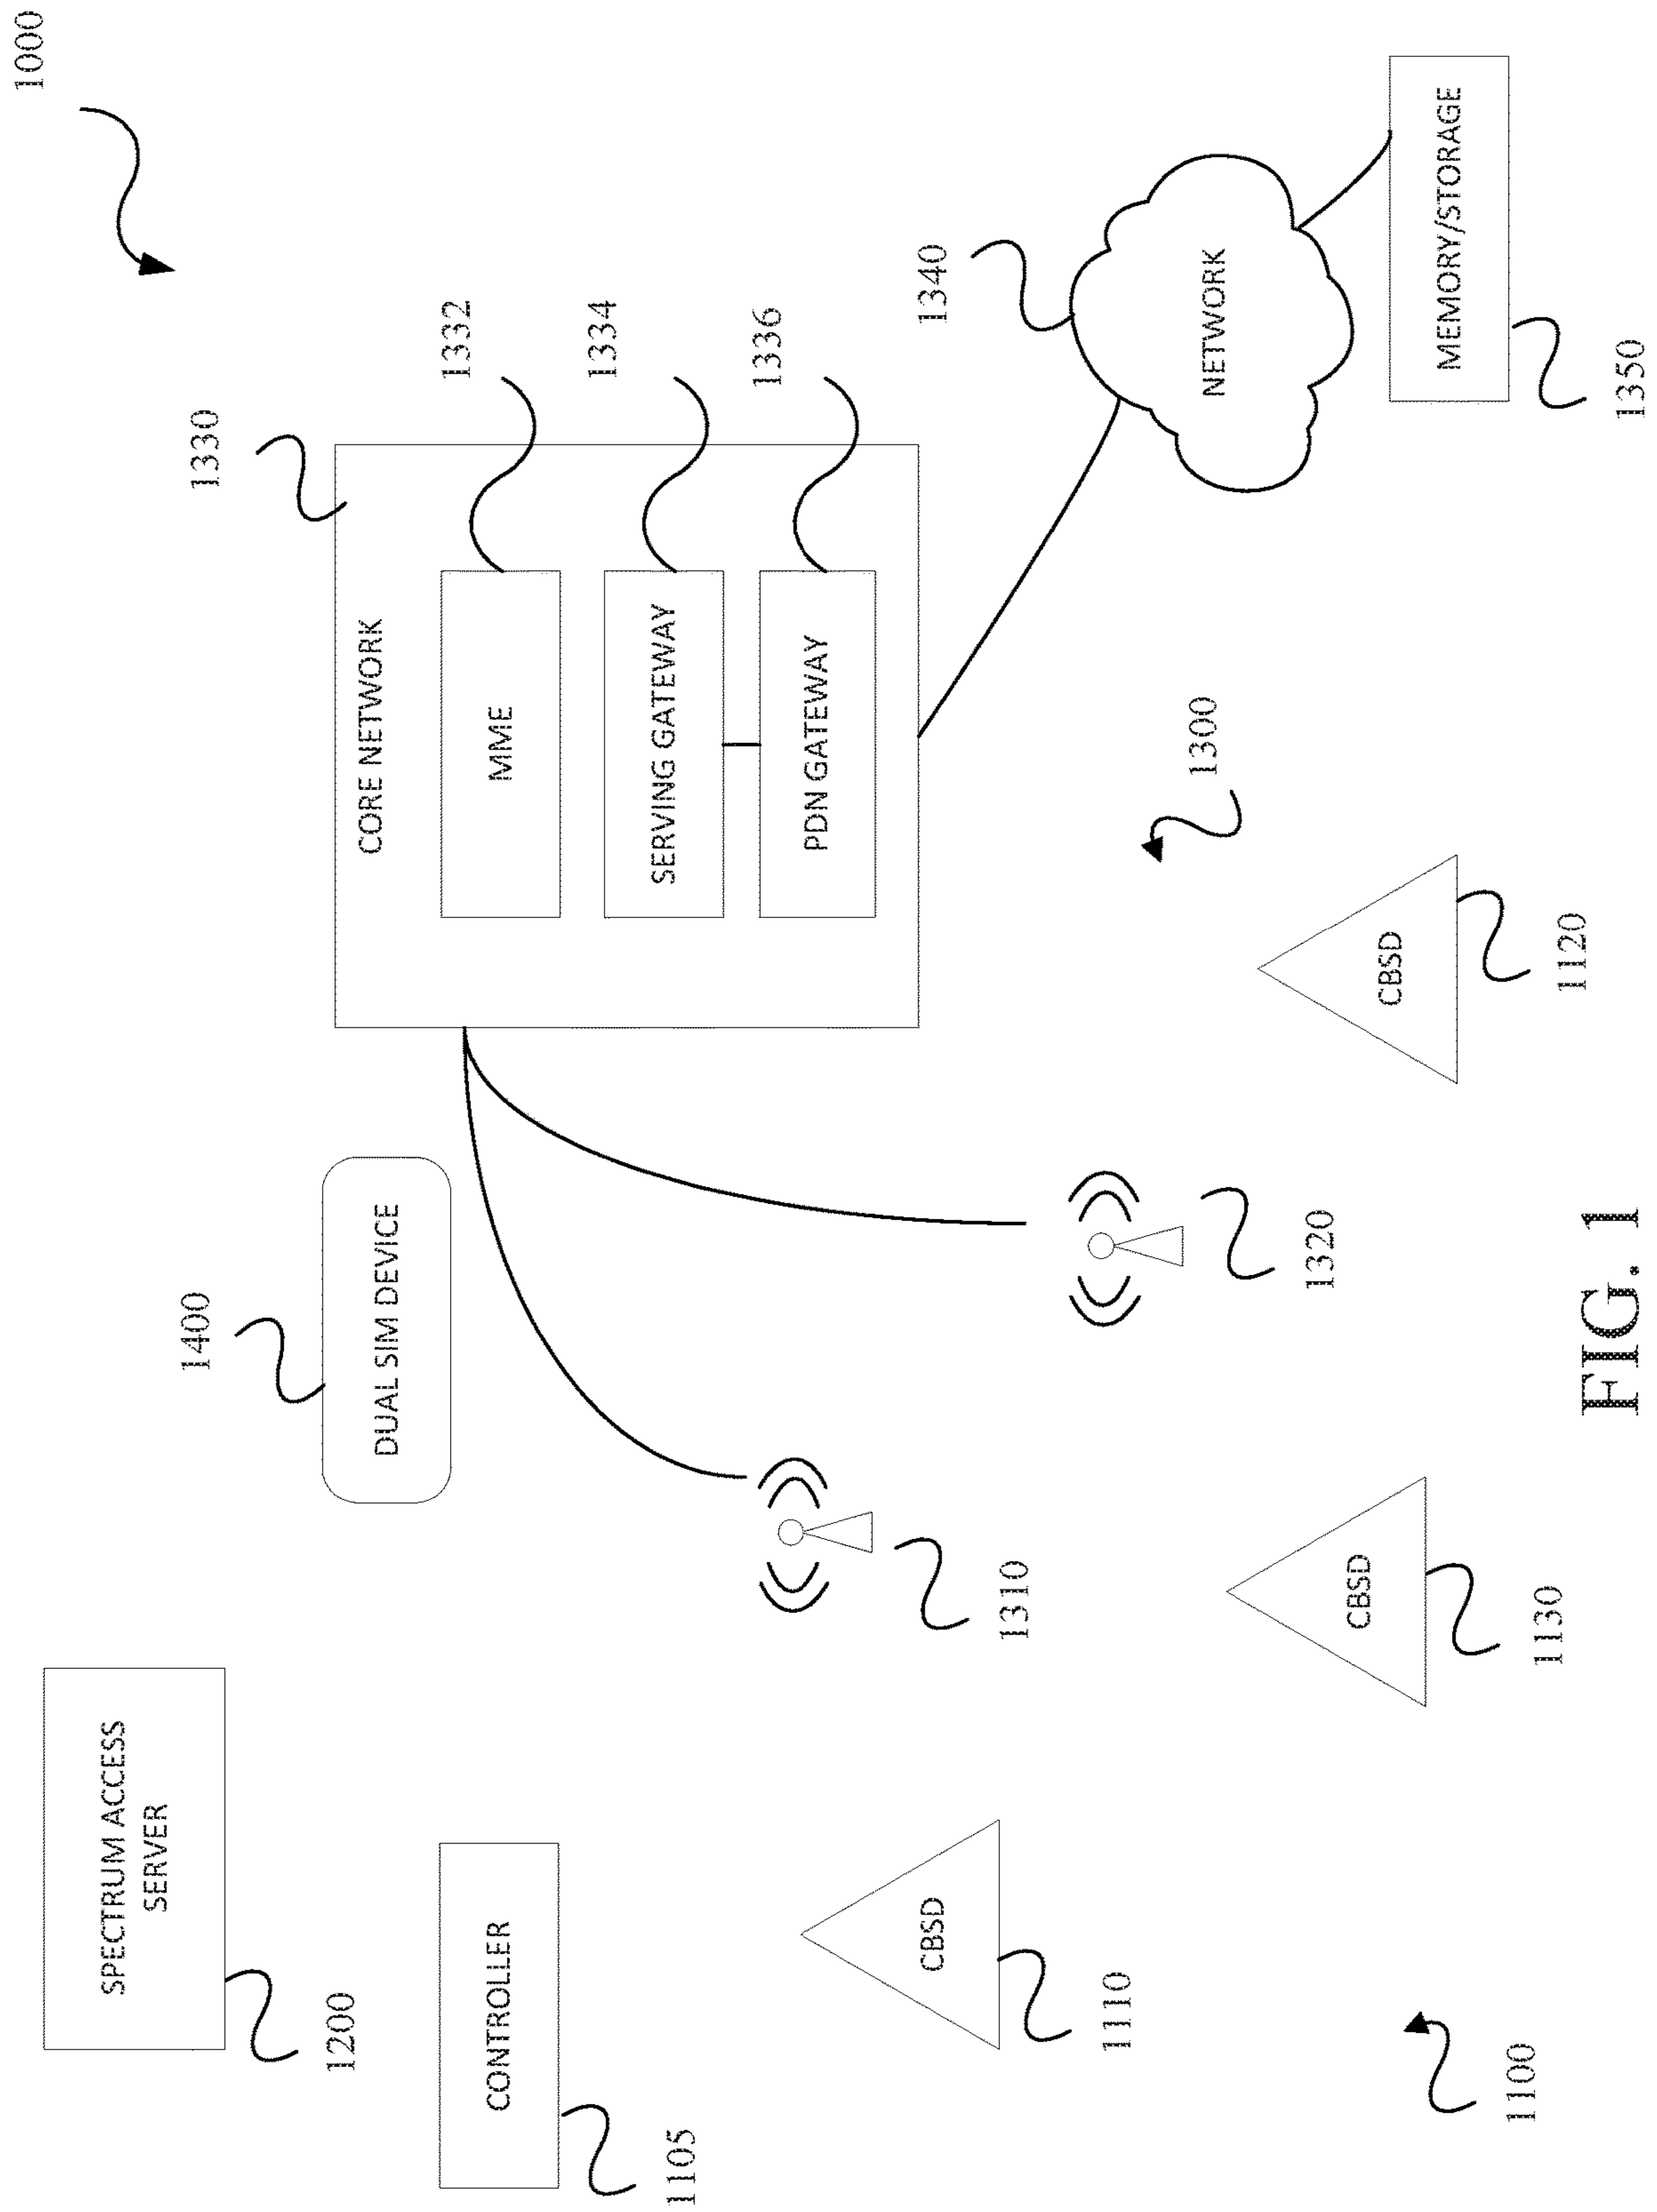 1000
SPECTRUM ACCESS
SERVER
1200
CONTROLLER
1105
1400
DUAL SIM DEVICE
1330
CORE NETWORK
MME
1332
SERVING GATEWAY
1334
PDN GATEWAY
1336
1310
1320
1340
NETWORK
MEMORY/STORAGE
1350
1300
CBSD
1110
CBSD
1130
CBSD
1120
1100
FIG. 1